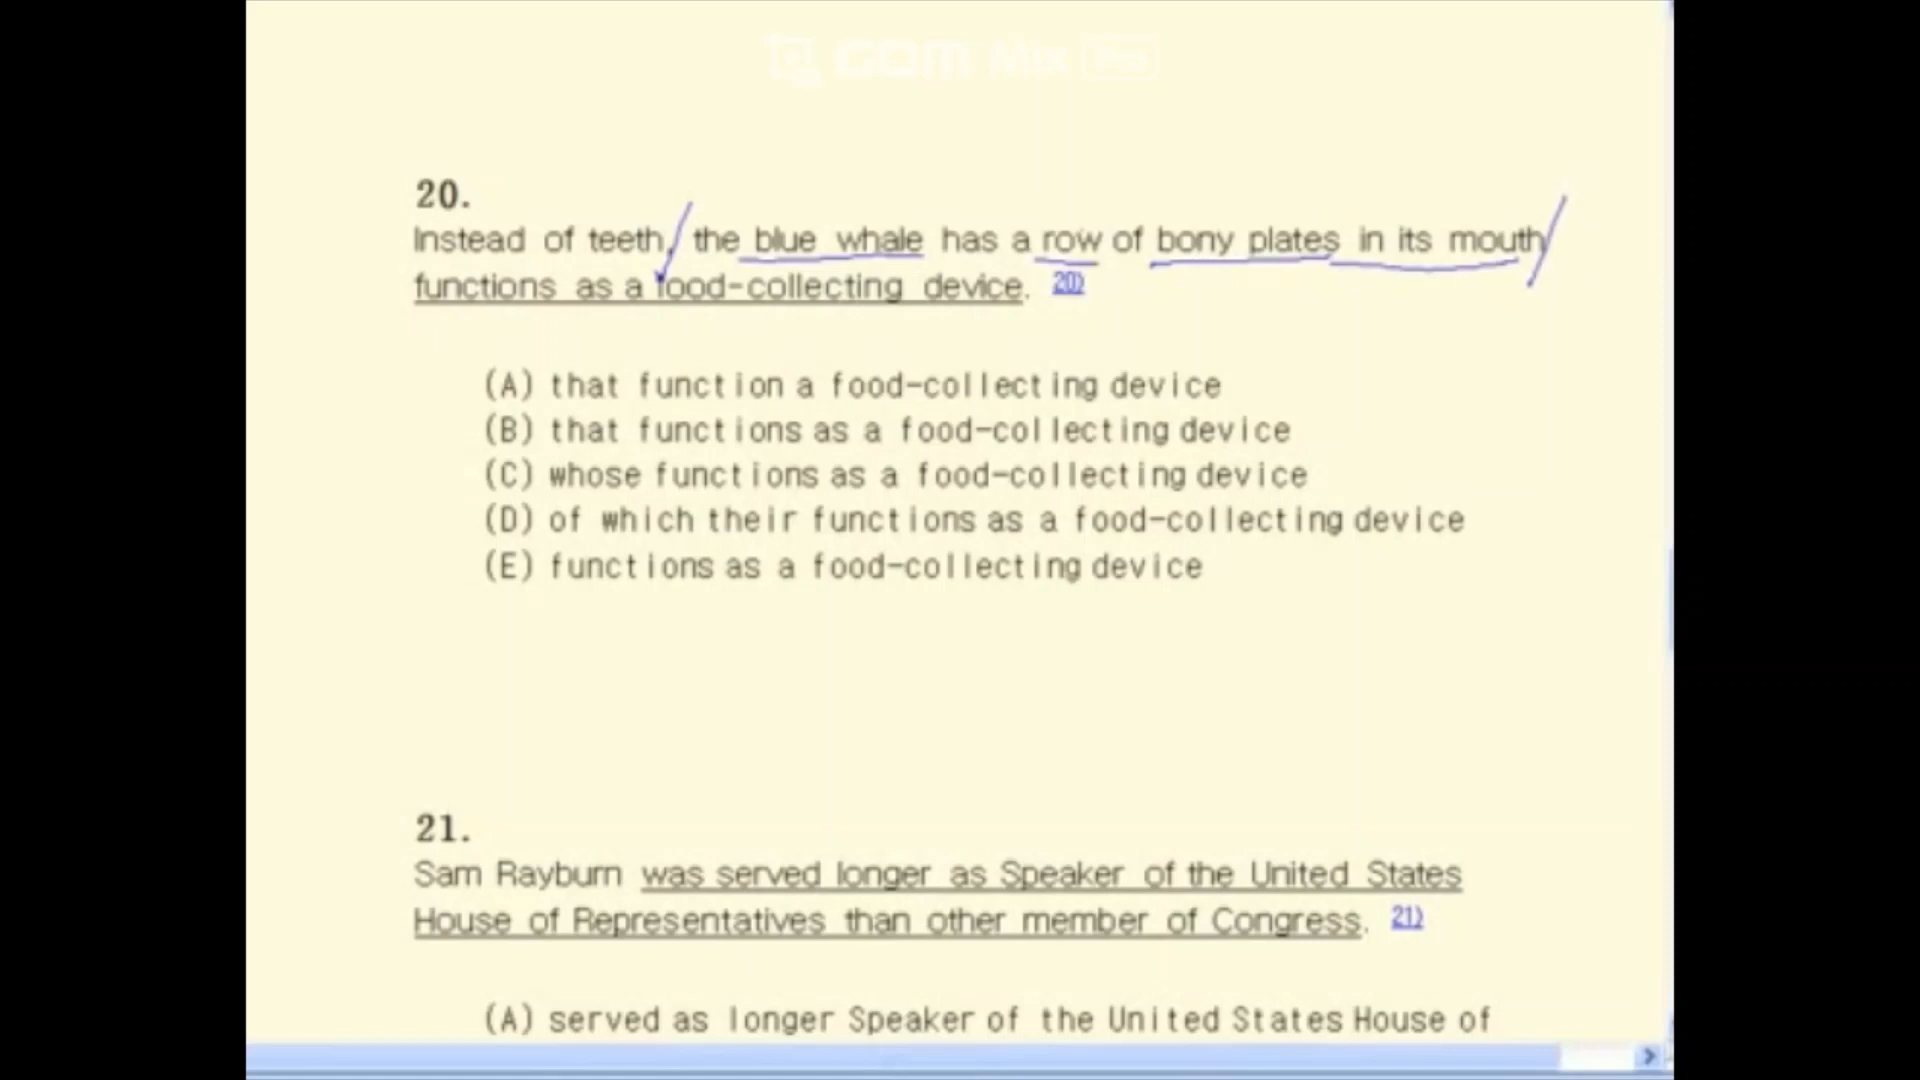 GOM Mix
20.
Instead of teeth, the blue whale has a row of bony plates in its mouth
functions as a food-collecting device. 20)
(A) that function a food-collecting device
(B) that functions as a food-collecting device
(C) whose functions as a food-collecting device
(D) of which their functions as a food-collecting device
(E) functions as a food-collecting device
21.
Sam Rayburn was served longer as Speaker of the United States
House of Representatives than other member of Congress. 21)
(A) served as longer Speaker of the United States House of